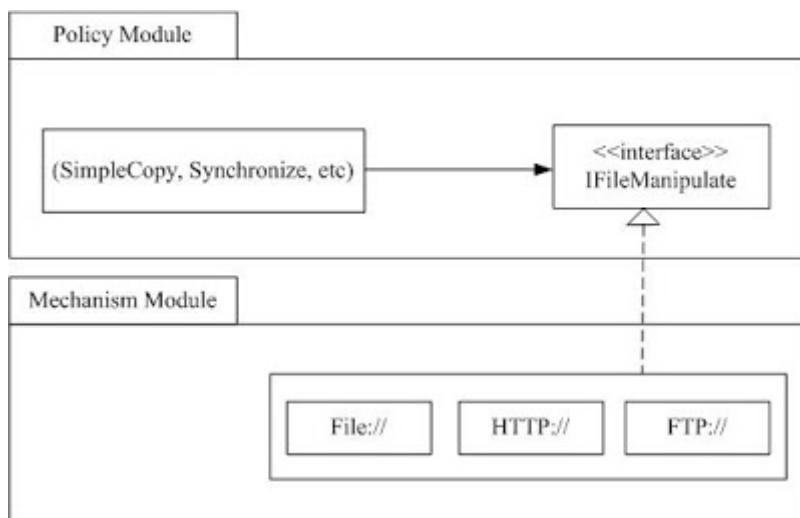 Policy Module
(SimpleCopy, Synchronize, etc)
<<interface>>
IFileManipulate
Mechanism Module
File://
HTTP://
FTP://